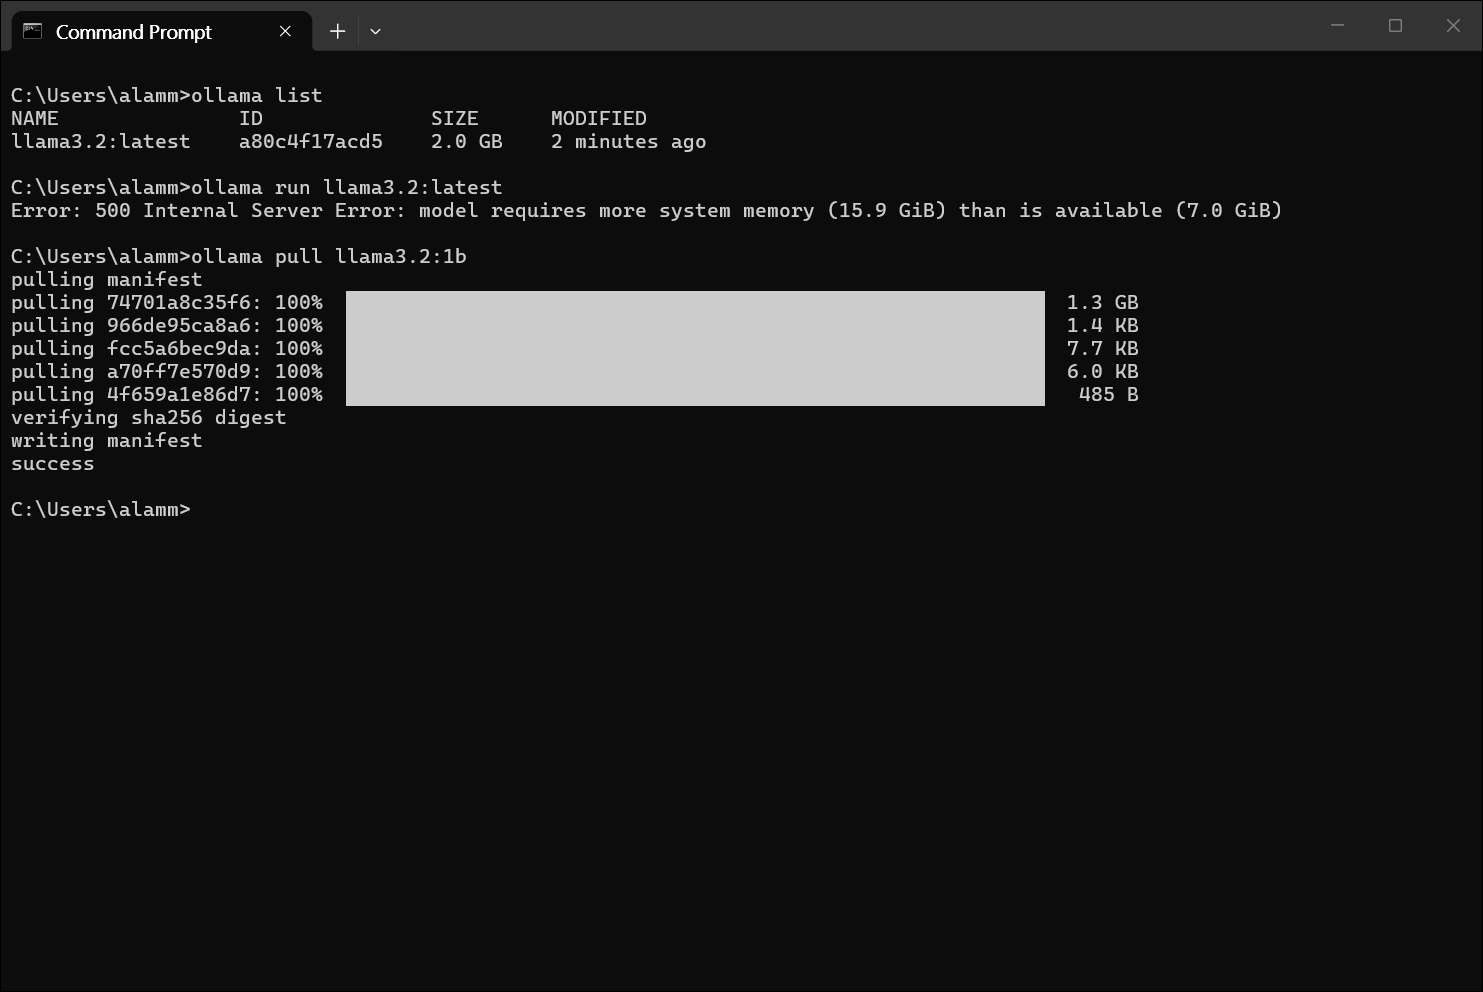 Command Prompt
C:\Users\alamm>ollama list
NAME ID SIZE MODIFIED
llama3.2:latest a80c4f17acd5 2.0 GB 2 minutes ago
C:\Users\alamm>ollama run llama3.2:latest
Error: 500 Internal Server Error: model requires more system memory (15.9 GiB) than is available (7.0 GiB)
C:\Users\alamm>ollama pull llama3.2:1b
pulling manifest
pulling 74701a8c35f6: 100% 1.3 GB
pulling 966de95ca8a6: 100% 1.4 KB
pulling fcc5a6bec9da: 100% 7.7 KB
pulling a70ff7e570d9: 100% 6.0 KB
pulling 4f659a1e86d7: 100% 485 B
verifying sha256 digest
writing manifest
success
C:\Users\alamm>